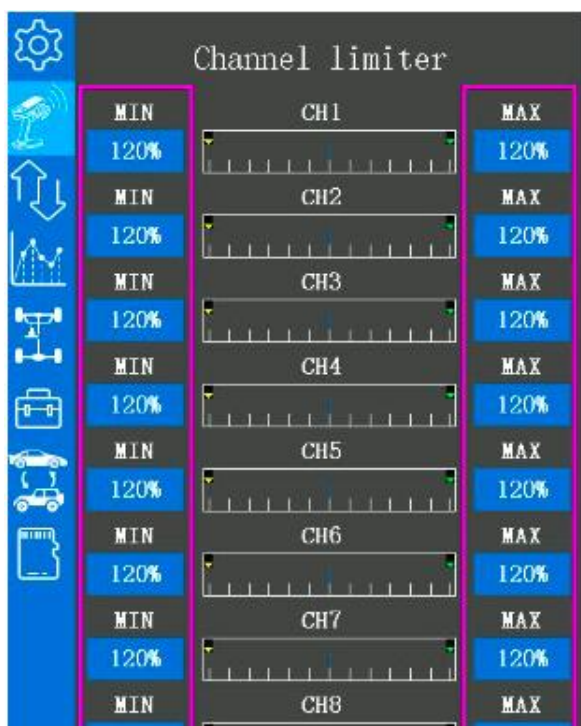 Channel limiter
MIN CH1 MAX
120% 120%
MIN CH2 MAX
120% 120%
MIN CH3 MAX
120% 120%
MIN CH4 MAX
120% 120%
MIN CH5 MAX
120% 120%
MIN CH6 MAX
120% 120%
MIN CH7 MAX
120% 120%
MIN CH8 MAX